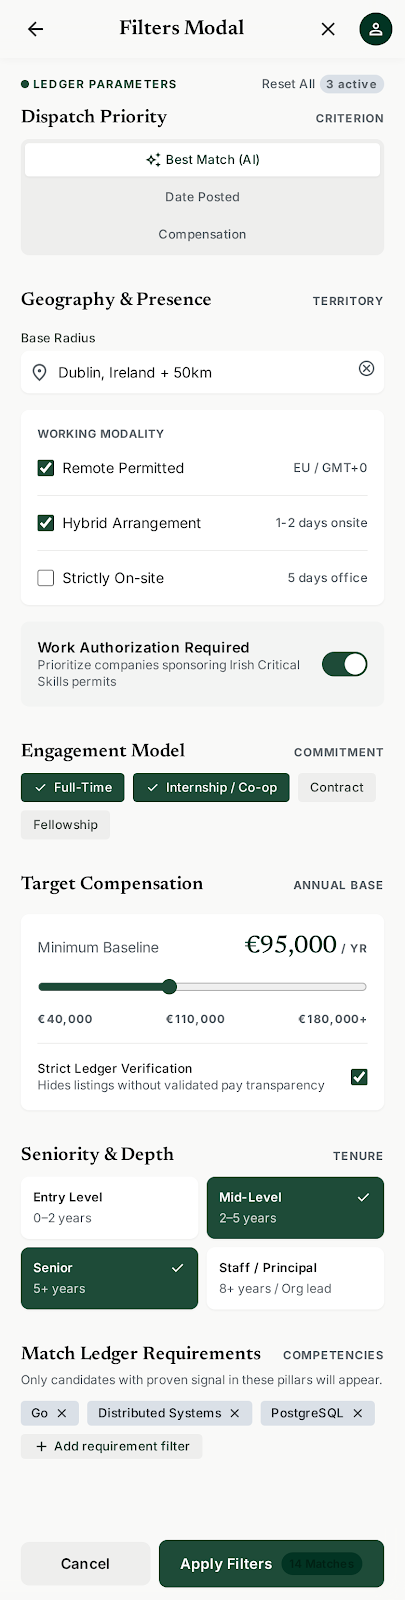 Filters Modal
LEDGER PARAMETERS
Reset All 3 active
Dispatch Priority
CRITERION
Best Match (AI)
Date Posted
Compensation
Geography & Presence
TERRITORY
Base Radius
Dublin, Ireland + 50km
WORKING MODALITY
Remote Permitted
EU / GMT+0
Hybrid Arrangement
1-2 days onsite
Strictly On-site
5 days office
Work Authorization Required
Prioritize companies sponsoring Irish Critical
Skills permits
Engagement Model
COMMITMENT
Full-Time
Internship / Co-op
Contract
Fellowship
Target Compensation
ANNUAL BASE
Minimum Baseline
€95,000 / YR
€40,000
€110,000
€180,000+
Strict Ledger Verification
Hides listings without validated pay transparency
Seniority & Depth
TENURE
Entry Level
0–2 years
Mid-Level
2–5 years
Senior
5+ years
Staff / Principal
8+ years / Org lead
Match Ledger Requirements
COMPETENCIES
Only candidates with proven signal in these pillars will appear.
Go
Distributed Systems
PostgreSQL
Add requirement filter
Cancel
Apply Filters
14 Matches